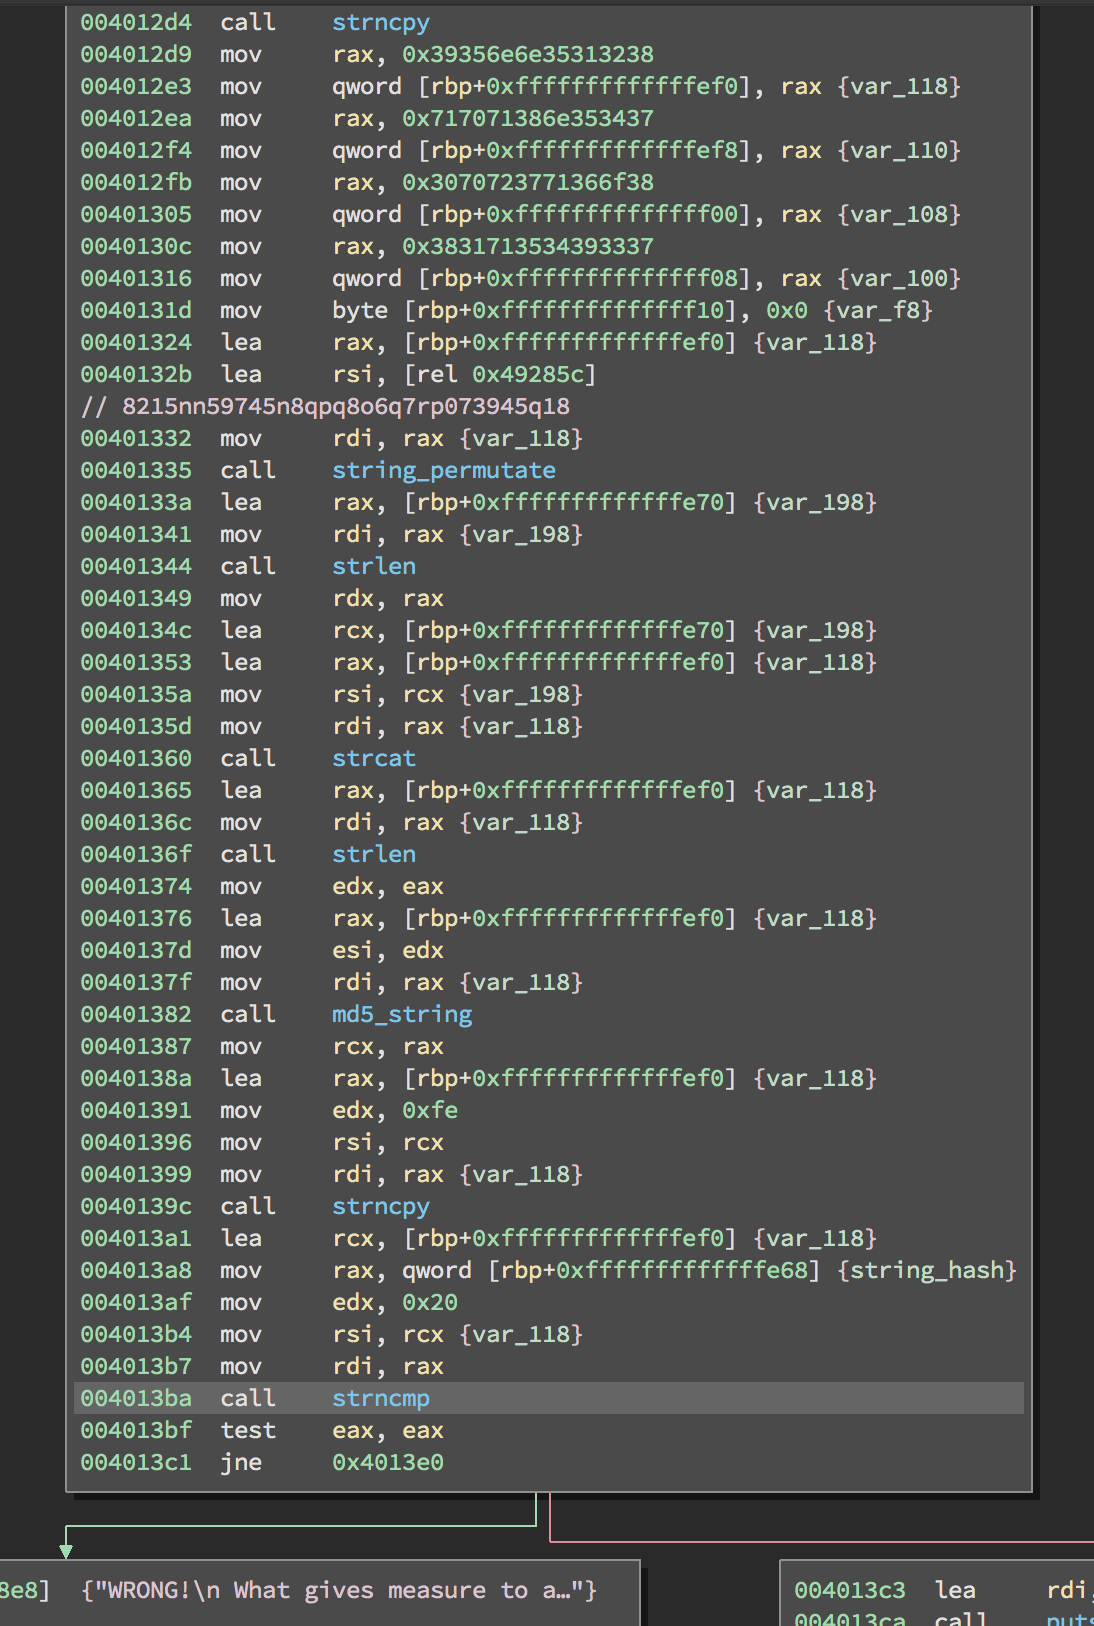 004012d4  call    strncpy
004012d9  mov     rax, 0x39356e6e35313238
004012e3  mov     qword [rbp+0xfffffffffffffef0], rax {var_118}
004012ea  mov     rax, 0x717071386e353437
004012f4  mov     qword [rbp+0xfffffffffffffef8], rax {var_110}
004012fb  mov     rax, 0x3070723771366f38
00401305  mov     qword [rbp+0xffffffffffffff00], rax {var_108}
0040130c  mov     rax, 0x3831713534393337
00401316  mov     qword [rbp+0xffffffffffffff08], rax {var_100}
0040131d  mov     byte [rbp+0xffffffffffffff10], 0x0 {var_f8}
00401324  lea     rax, [rbp+0xfffffffffffffef0] {var_118}
0040132b  lea     rsi, [rel 0x49285c]
// 8215nn59745n8qpq8o6q7rp073945q18
00401332  mov     rdi, rax {var_118}
00401335  call    string_permutate
0040133a  lea     rax, [rbp+0xfffffffffffffe70] {var_198}
00401341  mov     rdi, rax {var_198}
00401344  call    strlen
00401349  mov     rdx, rax
0040134c  lea     rcx, [rbp+0xfffffffffffffe70] {var_198}
00401353  lea     rax, [rbp+0xfffffffffffffef0] {var_118}
0040135a  mov     rsi, rcx {var_198}
0040135d  mov     rdi, rax {var_118}
00401360  call    strcat
00401365  lea     rax, [rbp+0xfffffffffffffef0] {var_118}
0040136c  mov     rdi, rax {var_118}
0040136f  call    strlen
00401374  mov     edx, eax
00401376  lea     rax, [rbp+0xfffffffffffffef0] {var_118}
0040137d  mov     esi, edx
0040137f  mov     rdi, rax {var_118}
00401382  call    md5_string
00401387  mov     rcx, rax
0040138a  lea     rax, [rbp+0xfffffffffffffef0] {var_118}
00401391  mov     edx, 0xfe
00401396  mov     rsi, rcx
00401399  mov     rdi, rax {var_118}
0040139c  call    strncpy
004013a1  lea     rcx, [rbp+0xfffffffffffffef0] {var_118}
004013a8  mov     rax, qword [rbp+0xfffffffffffffe68] {string_hash}
004013af  mov     edx, 0x20
004013b4  mov     rsi, rcx {var_118}
004013b7  mov     rdi, rax
004013ba  call    strncmp
004013bf  test    eax, eax
004013c1  jne     0x4013e0
8e8]  {"WRONG!\n What gives measure to a…"}
004013c3  lea     rdi,
004013ca  call    puts